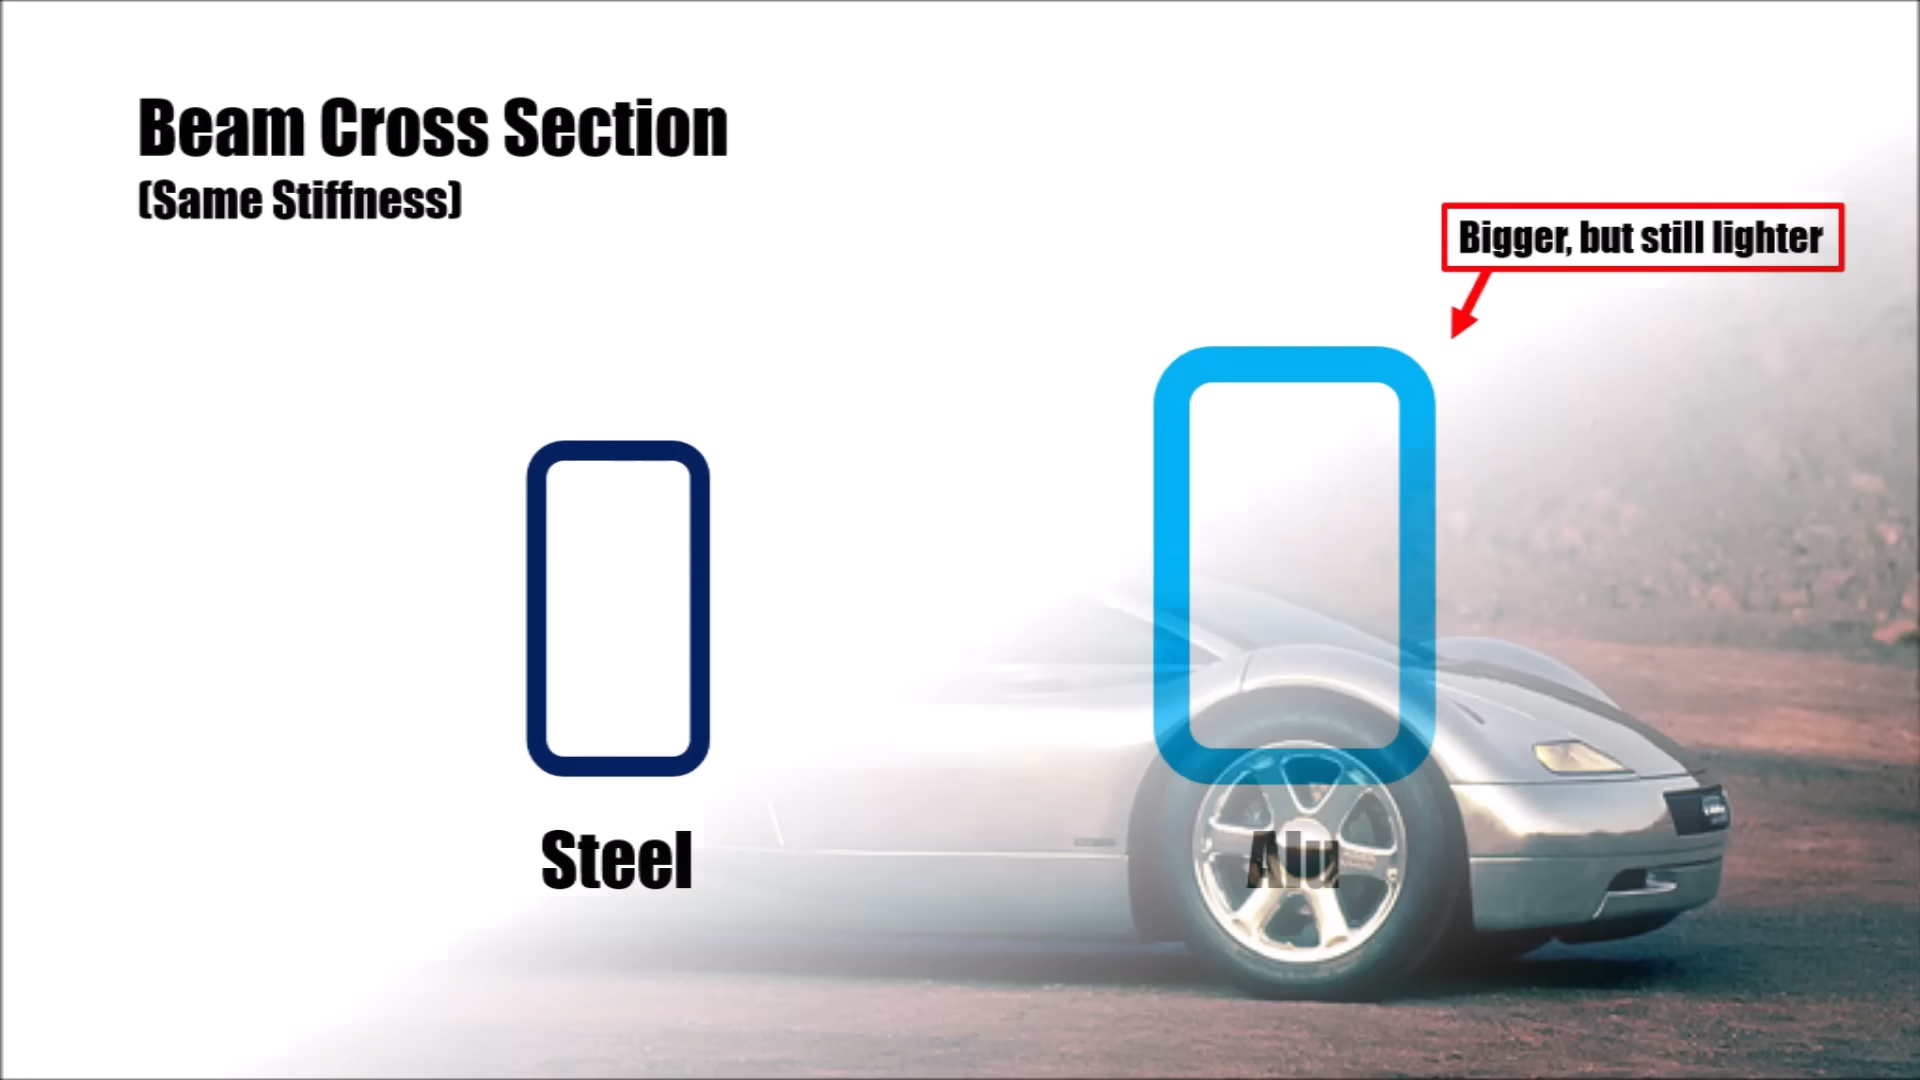 Beam Cross Section
(Same Stiffness)
Bigger, but still lighter
Steel
Alu